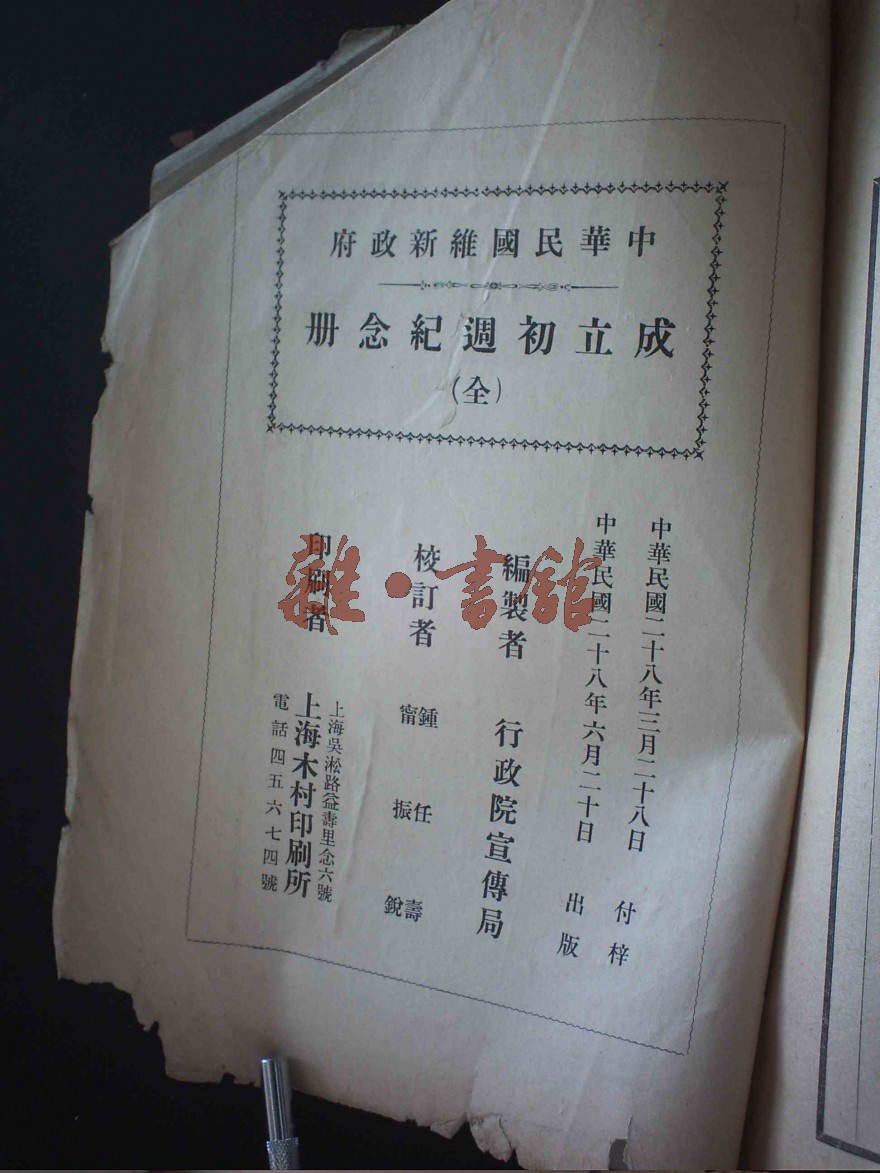 中華民國維新政府
成立初週紀念册
(全)
中華民國二十八年三月二十八日 付梓
中華民國二十八年六月二十日 出版
編製者 行政院宣傳局
校訂者
鍾任壽
甯振銳
印刷者
上海吳淞路益壽里念六號
上海木村印刷所
電話四五六七四號
雜·書館